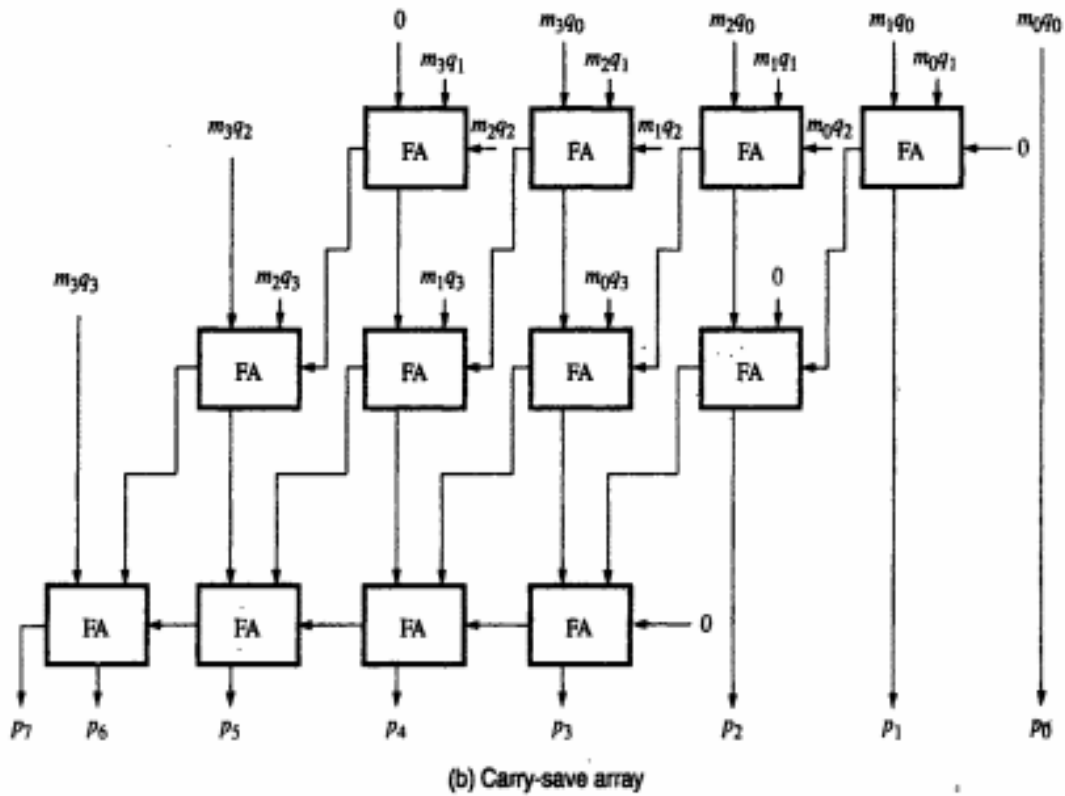 0 m₃q₀ m₂q₀ m₁q₀ m₀q₀
m₃q₁ m₂q₁ m₁q₁ m₀q₁
m₃q₂ FA m₂q₂ FA m₁q₂ FA m₀q₂ FA 0
m₃q₃ m₂q₃ m₁q₃ m₀q₃ 0
FA FA FA FA
FA FA FA FA 0
p₇ p₆ p₅ p₄ p₃ p₂ p₁ p₀
(b) Carry-save array